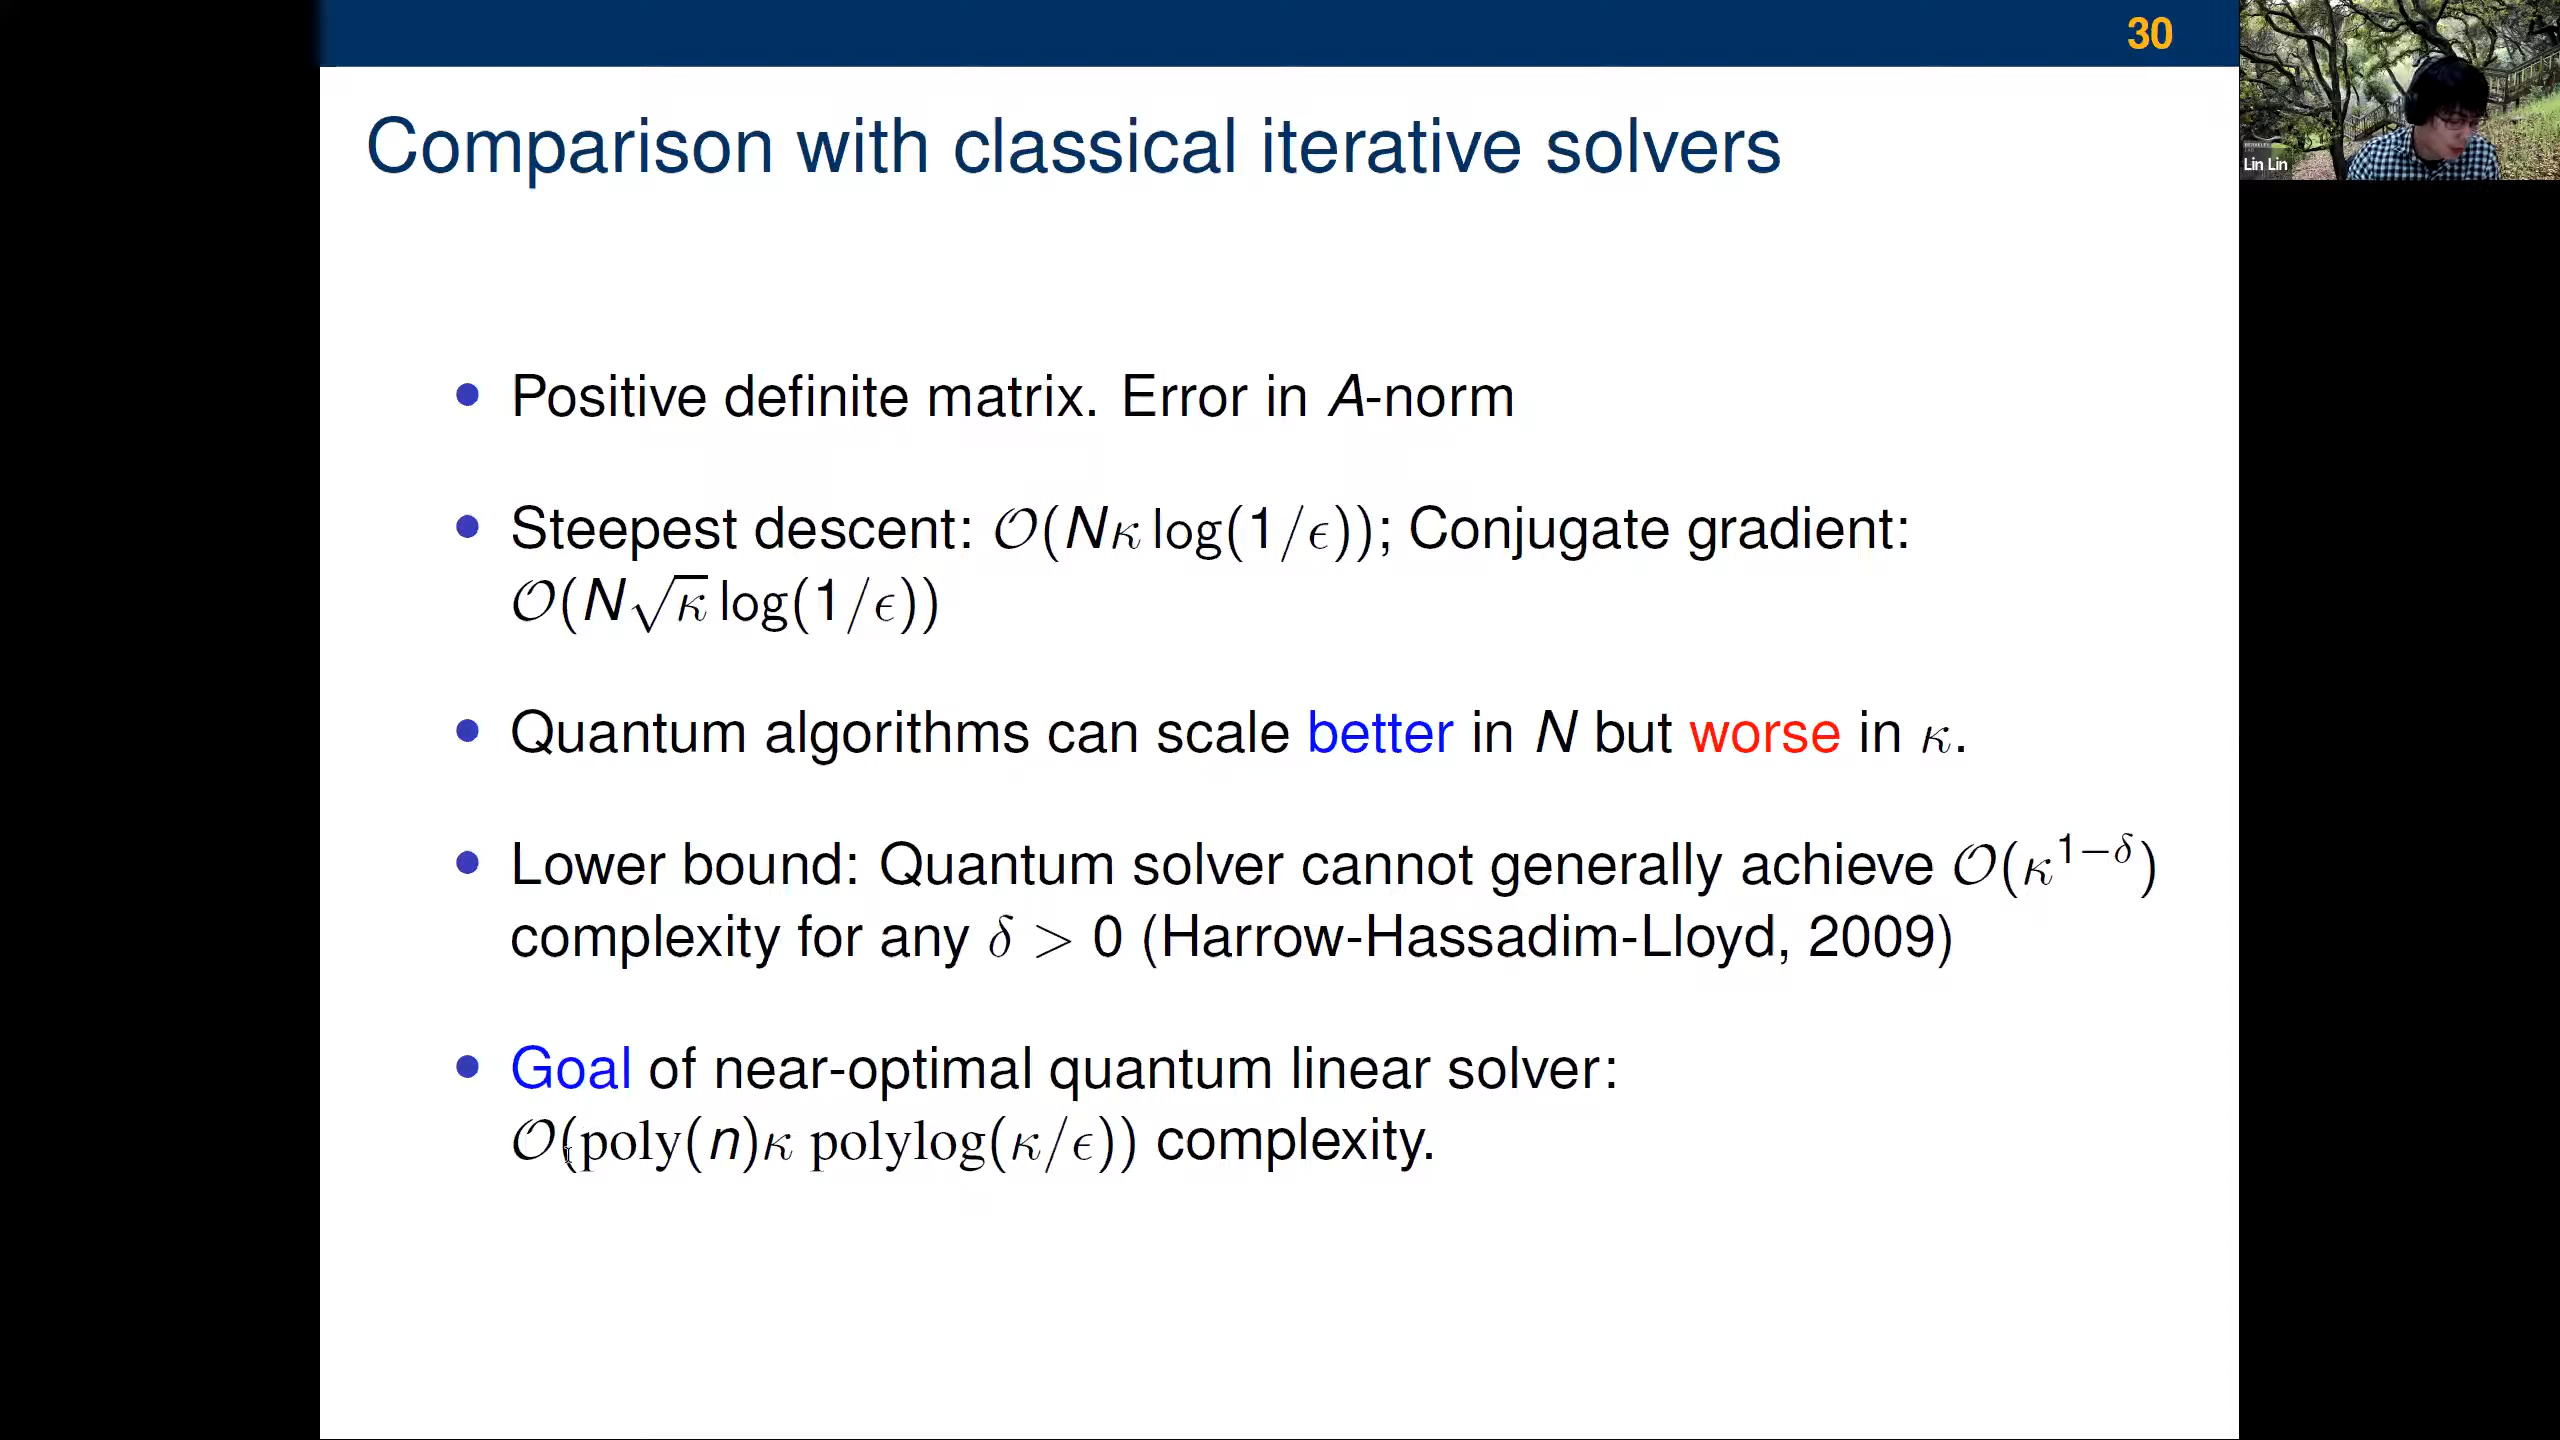 30
Lin Lin
Comparison with classical iterative solvers
• Positive definite matrix. Error in A-norm
• Steepest descent: 𝒪(Nκ log(1/ϵ)); Conjugate gradient:
𝒪(N√κ log(1/ϵ))
• Quantum algorithms can scale better in N but worse in κ.
• Lower bound: Quantum solver cannot generally achieve 𝒪(κ^{1−δ})
complexity for any δ > 0 (Harrow-Hassadim-Lloyd, 2009)
• Goal of near-optimal quantum linear solver:
𝒪(poly(n)κ polylog(κ/ϵ)) complexity.